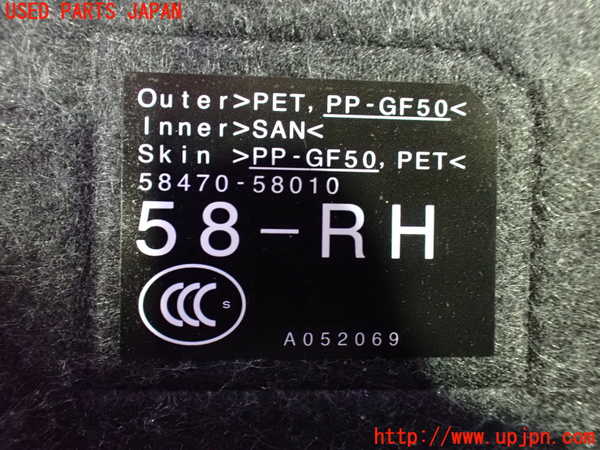 USED PARTS JAPAN
Outer>PET, PP-GF50<
Inner>SAN<
Skin >PP-GF50, PET<
58470-58010
58-RH
CCC S
A052069
http://www.upjpn.com/